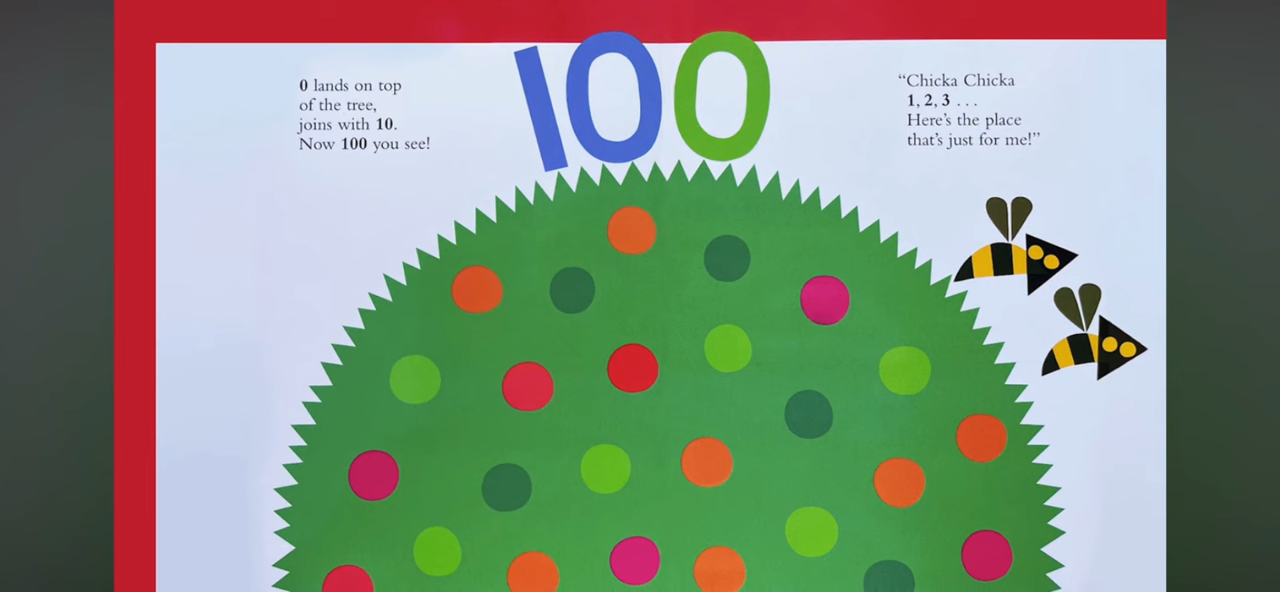 100
0 lands on top
of the tree,
joins with 10.
Now 100 you see!
“Chicka Chicka
1, 2, 3 . . .
Here’s the place
that’s just for me!”